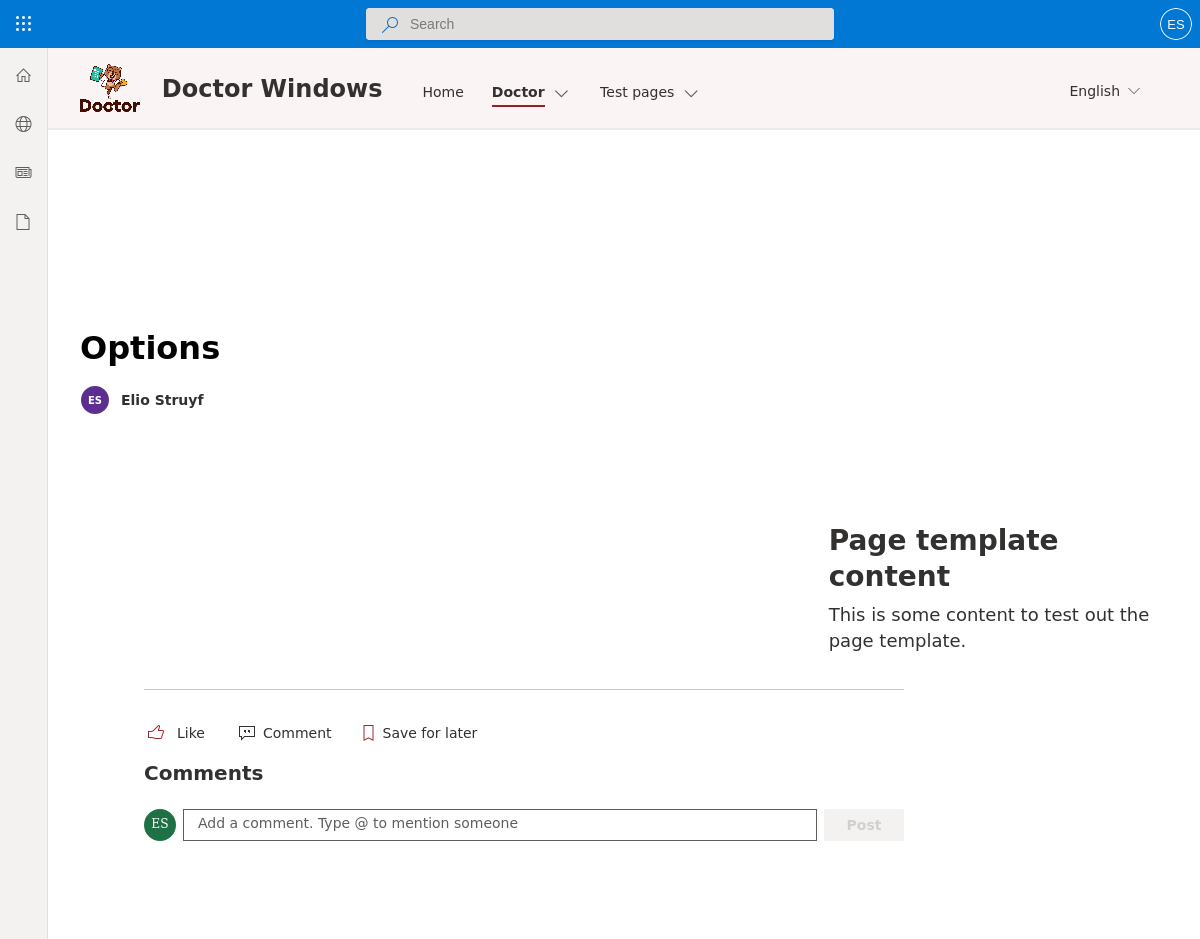 Search
ES
Doctor
Doctor Windows
Home
Doctor
Test pages
English
Options
ES
Elio Struyf
Page template
content
This is some content to test out the
page template.
Like
Comment
Save for later
Comments
ES
Add a comment. Type @ to mention someone
Post